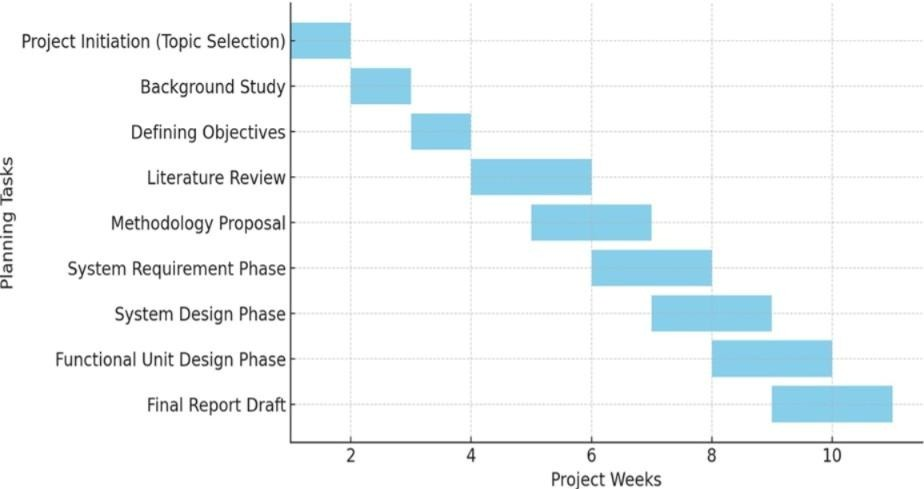 Planning Tasks
Project Initiation (Topic Selection)
Background Study
Defining Objectives
Literature Review
Methodology Proposal
System Requirement Phase
System Design Phase
Functional Unit Design Phase
Final Report Draft
2 4 6 8 10
Project Weeks